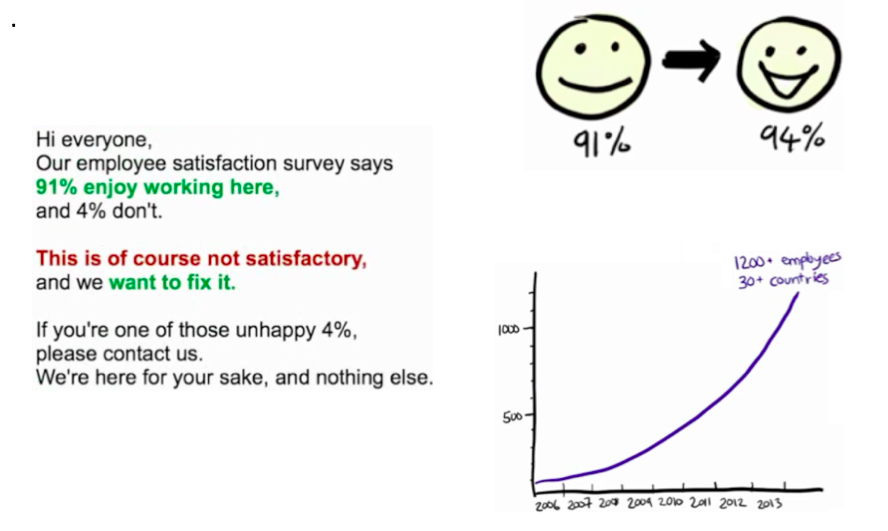 .
Hi everyone,
Our employee satisfaction survey says
91% enjoy working here,
and 4% don't.
This is of course not satisfactory,
and we want to fix it.
If you're one of those unhappy 4%,
please contact us.
We're here for your sake, and nothing else.
91% 94%
1200+ employees
30+ countries
1000
500
2006 2007 2008 2009 2010 2011 2012 2013